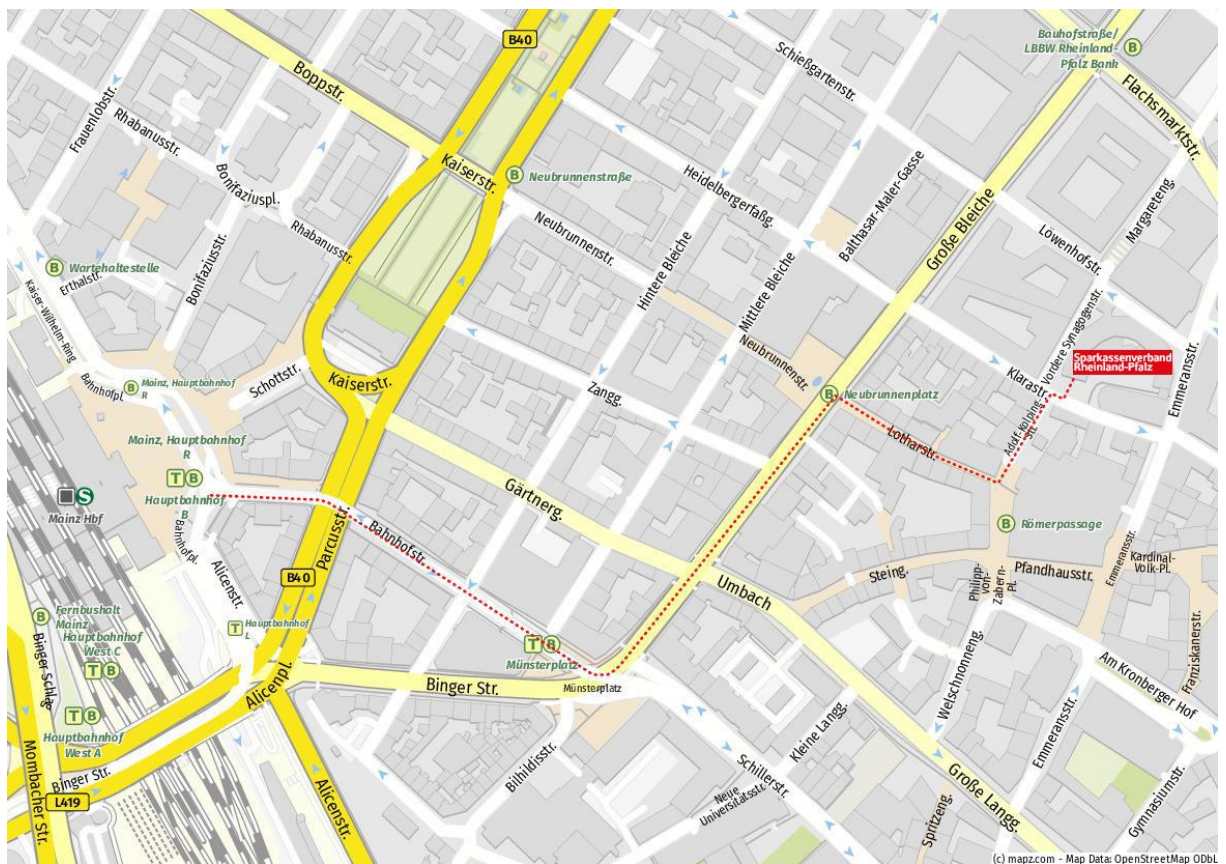 B40
Bauhofstraße/
LBBW Rheinland-
Pfalz Bank
B
Schießgartenstr.
Flachsmarktstr.
Boppstr.
Frauenlobstr.
Rhabanusstr.
Kaiserstr.
B
Neubrunnenstraße
Bonifaziuspl.
Heidelbergerfaßg.
Balthasar-Maler-Gasse
Margareteng.
Große Bleiche
Löwenhofstr.
Rhabanusstr.
Neubrunnenstr.
Hintere Bleiche
Mittlere Bleiche
Bonifaziusstr.
B
Wartehaltestelle
Erthalstr.
Kaiser-Wilhelm-Ring
Vordere Synagogenstr.
Sparkassenverband
Rheinland-Pfalz
Neubrunnenstr.
Emmeransstr.
Bahnhofpl.
Schottstr.
Kaiserstr.
Zangg.
Klarastr.
B
Mainz, Hauptbahnhof
R
B
Neubrunnenplatz
Adolf-Kolping-
Str.
Lotharstr.
Mainz, Hauptbahnhof
R
T B
Hauptbahnhof
B
S
Mainz Hbf
Gärtnerg.
Parcusstr.
Bahnhofstr.
B
Römerpassage
Bahnhofpl.
Alicenstr.
Emmeransstr.
Kardinal-
Volk-Pl.
Steing.
Pfandhausstr.
Philipp-
von-
Zabern-
Pl.
Umbach
B40
B
Fernbushalt
Mainz
Hauptbahnhof
West C
T B
T
Hauptbahnhof
L
T B
Münsterplatz
Franziskanerstr.
Binger Schlag
Alicenpl.
Binger Str.
Münsterplatz
Welschnonneng.
Am Kronberger Hof
T B
Hauptbahnhof
West A
Kleine Langg.
Emmeransstr.
Bilhildisstr.
Schillerstr.
Große Langg.
Binger Str.
L419
Mombacher Str.
Alicenstr.
Neue
Universitätsstr.
Spritzeng.
Gymnasiumstr.
(c) mapz.com - Map Data: OpenStreetMap ODbL